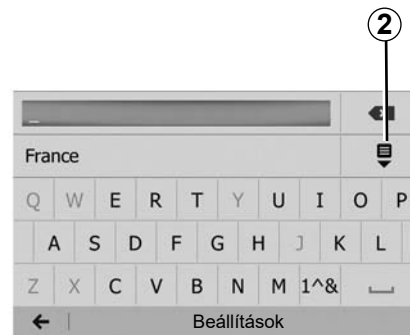 2
_
France
Q W E R T Y U I O P
A S D F G H J K L
Z X C V B N M 1^&
Beállítások